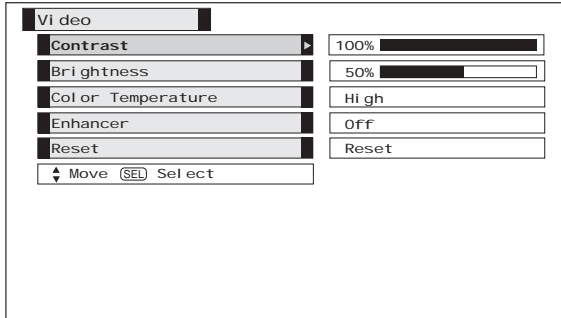 Video
Contrast 100%
Brightness 50%
Color Temperature High
Enhancer Off
Reset Reset
Move SEL Select